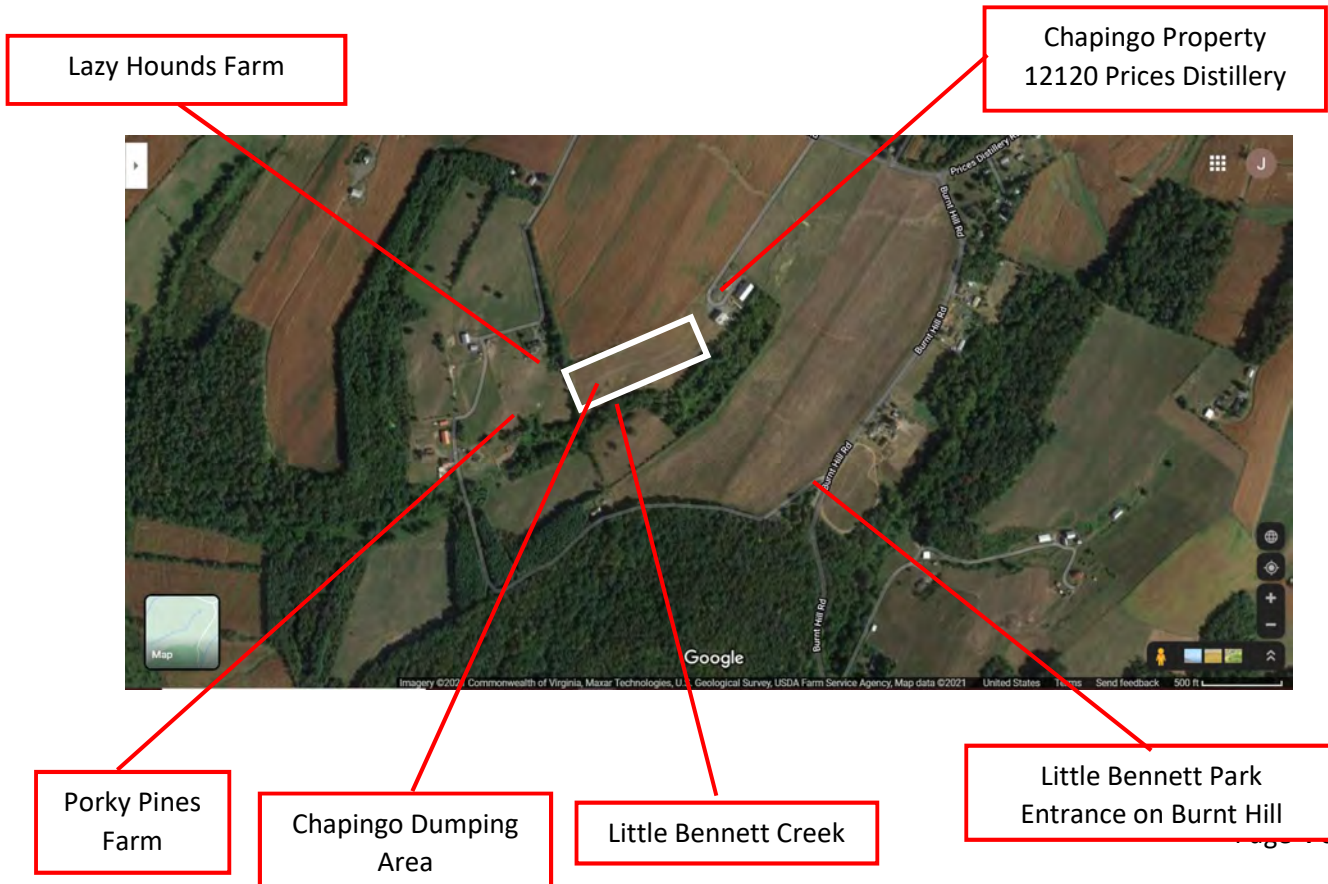 Chapingo Property
12120 Prices Distillery
Lazy Hounds Farm
J
Prices Distillery R
Burnt Hill Rd
Burnt Hill Rd
Burnt Hill Rd
Burnt Hill Rd
Map
Google
Imagery ©2021 Commonwealth of Virginia, Maxar Technologies, U.S. Geological Survey, USDA Farm Service Agency, Map data ©2021 United States Terms Send feedback 500 ft
Little Bennett Park
Entrance on Burnt Hill
Porky Pines
Farm
Chapingo Dumping
Area
Little Bennett Creek